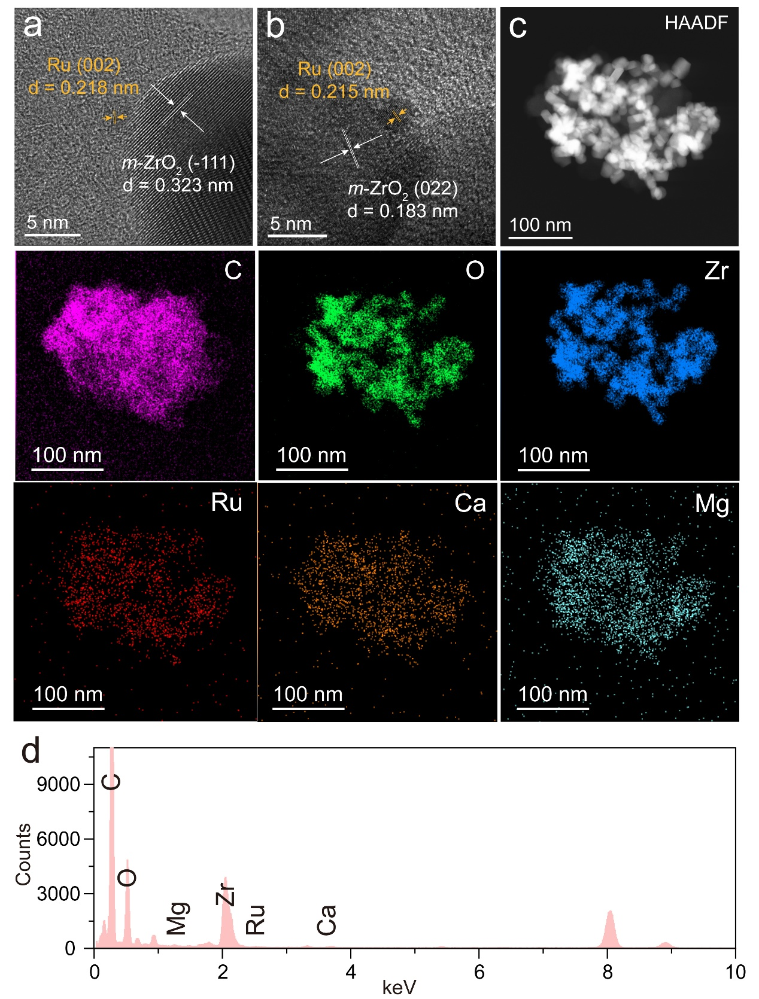 a
Ru (002)
d = 0.218 nm
m-ZrO2 (-111)
d = 0.323 nm
5 nm
b
Ru (002)
d = 0.215 nm
m-ZrO2 (022)
d = 0.183 nm
5 nm
c
HAADF
100 nm
C
100 nm
O
100 nm
Zr
100 nm
Ru
100 nm
Ca
100 nm
Mg
100 nm
d
Counts
9000
6000
3000
0
C
O
Mg
Zr
Ru
Ca
0 2 4 6 8 10
keV